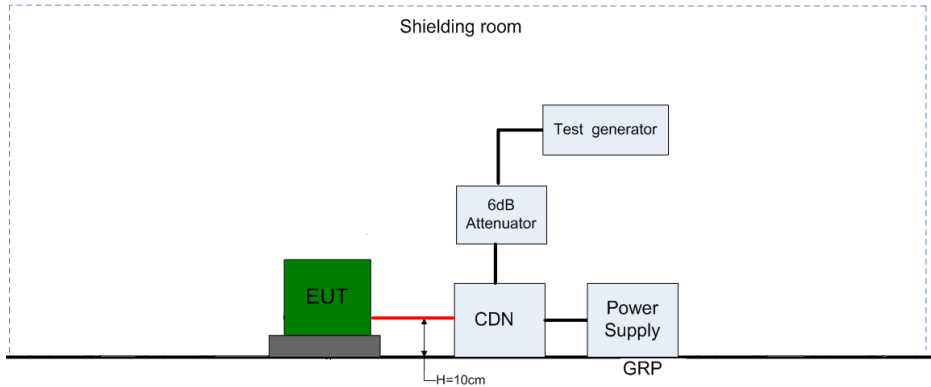 Shielding room
Test generator
6dB
Attenuator
EUT
CDN
Power
Supply
GRP
H=10cm